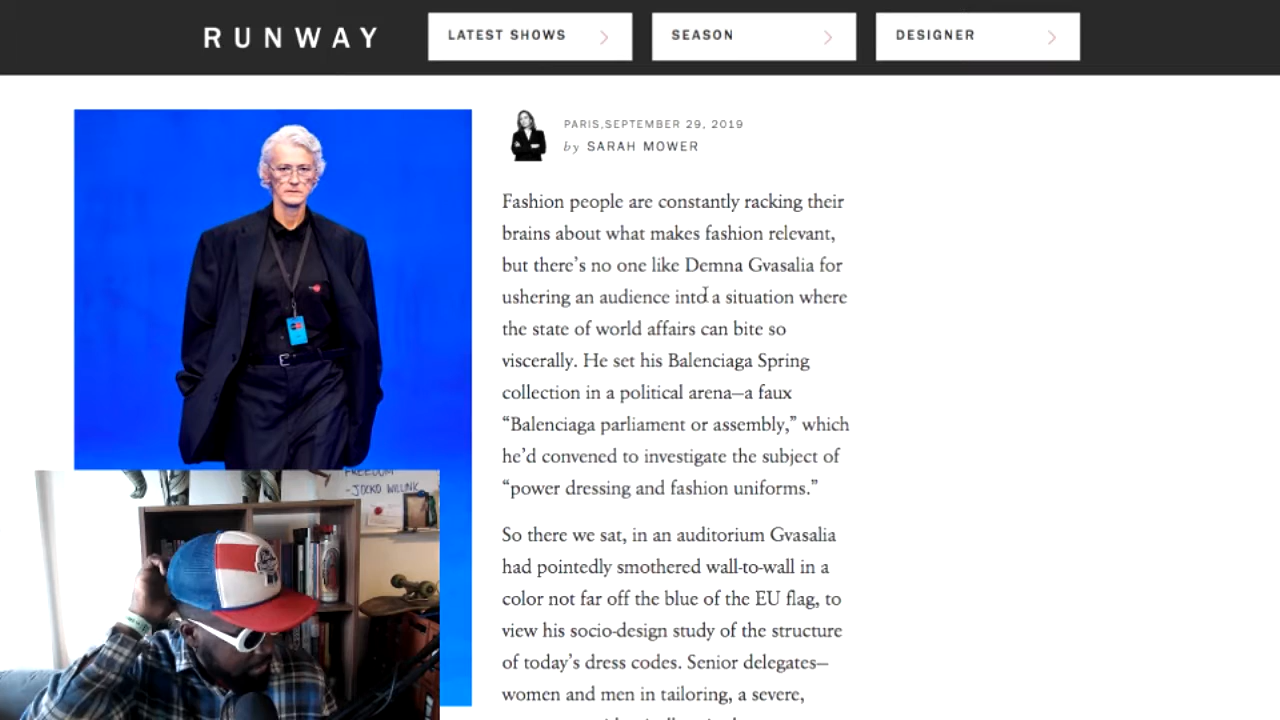 RUNWAY
LATEST SHOWS
SEASON
DESIGNER
PARIS,SEPTEMBER 29, 2019
by SARAH MOWER
Fashion people are constantly racking their
brains about what makes fashion relevant,
but there’s no one like Demna Gvasalia for
ushering an audience into a situation where
the state of world affairs can bite so
viscerally. He set his Balenciaga Spring
collection in a political arena—a faux
“Balenciaga parliament or assembly,” which
he’d convened to investigate the subject of
“power dressing and fashion uniforms.”
So there we sat, in an auditorium Gvasalia
had pointedly smothered wall-to-wall in a
color not far off the blue of the EU flag, to
view his socio-design study of the structure
of today’s dress codes. Senior delegates—
women and men in tailoring, a severe,
FREEDOM
-JOCKO WILLINK